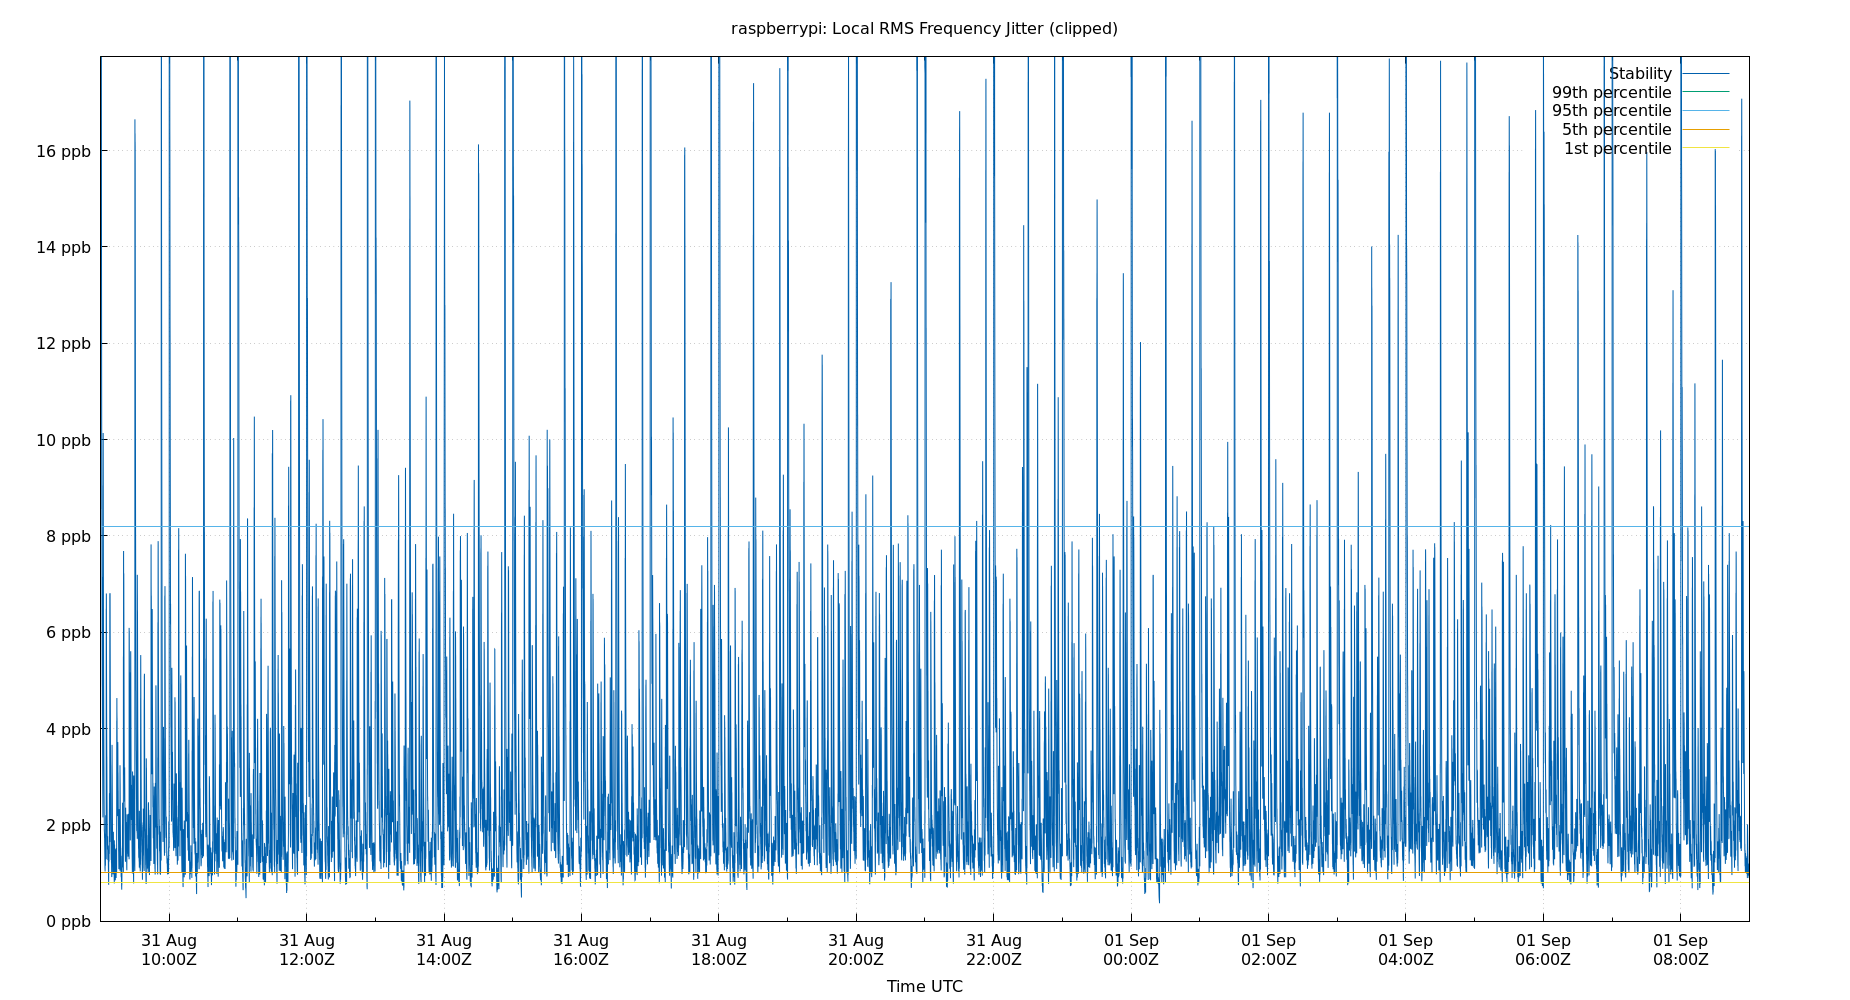 raspberrypi: Local RMS Frequency Jitter (clipped)
Stability
99th percentile
95th percentile
5th percentile
1st percentile
16 ppb
14 ppb
12 ppb
10 ppb
8 ppb
6 ppb
4 ppb
2 ppb
0 ppb
31 Aug 31 Aug 31 Aug 31 Aug 31 Aug 31 Aug 31 Aug 01 Sep 01 Sep 01 Sep 01 Sep 01 Sep
10:00Z 12:00Z 14:00Z 16:00Z 18:00Z 20:00Z 22:00Z 00:00Z 02:00Z 04:00Z 06:00Z 08:00Z
Time UTC